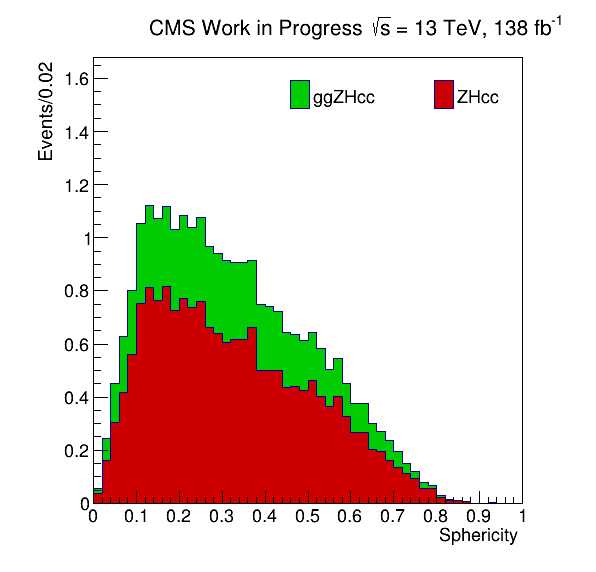 CMS Work in Progress √s = 13 TeV, 138 fb⁻¹
Events/0.02
ggZHcc
ZHcc
1.6
1.4
1.2
1
0.8
0.6
0.4
0.2
0
0 0.1 0.2 0.3 0.4 0.5 0.6 0.7 0.8 0.9 1
Sphericity